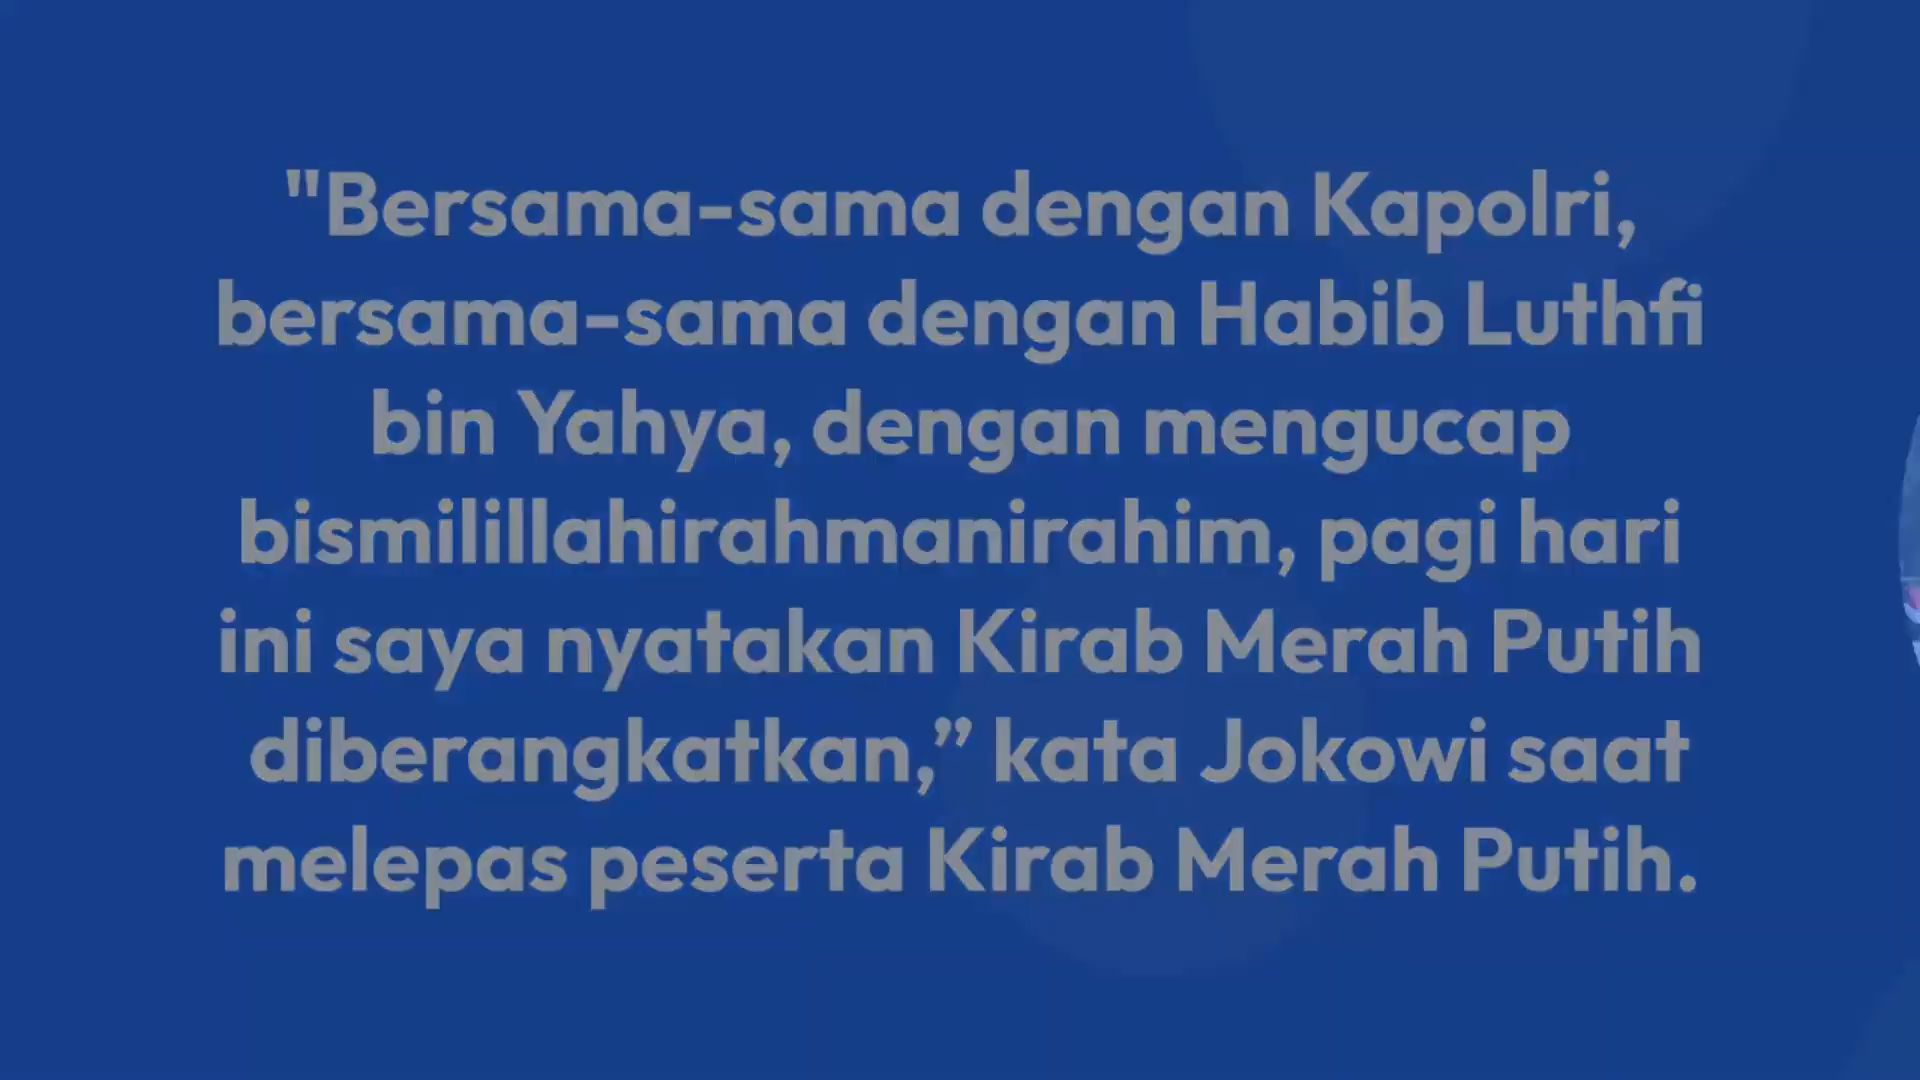 "Bersama-sama dengan Kapolri,
bersama-sama dengan Habib Luthfi
bin Yahya, dengan mengucap
bismilillahirahmanirahim, pagi hari
ini saya nyatakan Kirab Merah Putih
diberangkatkan,” kata Jokowi saat
melepas peserta Kirab Merah Putih.